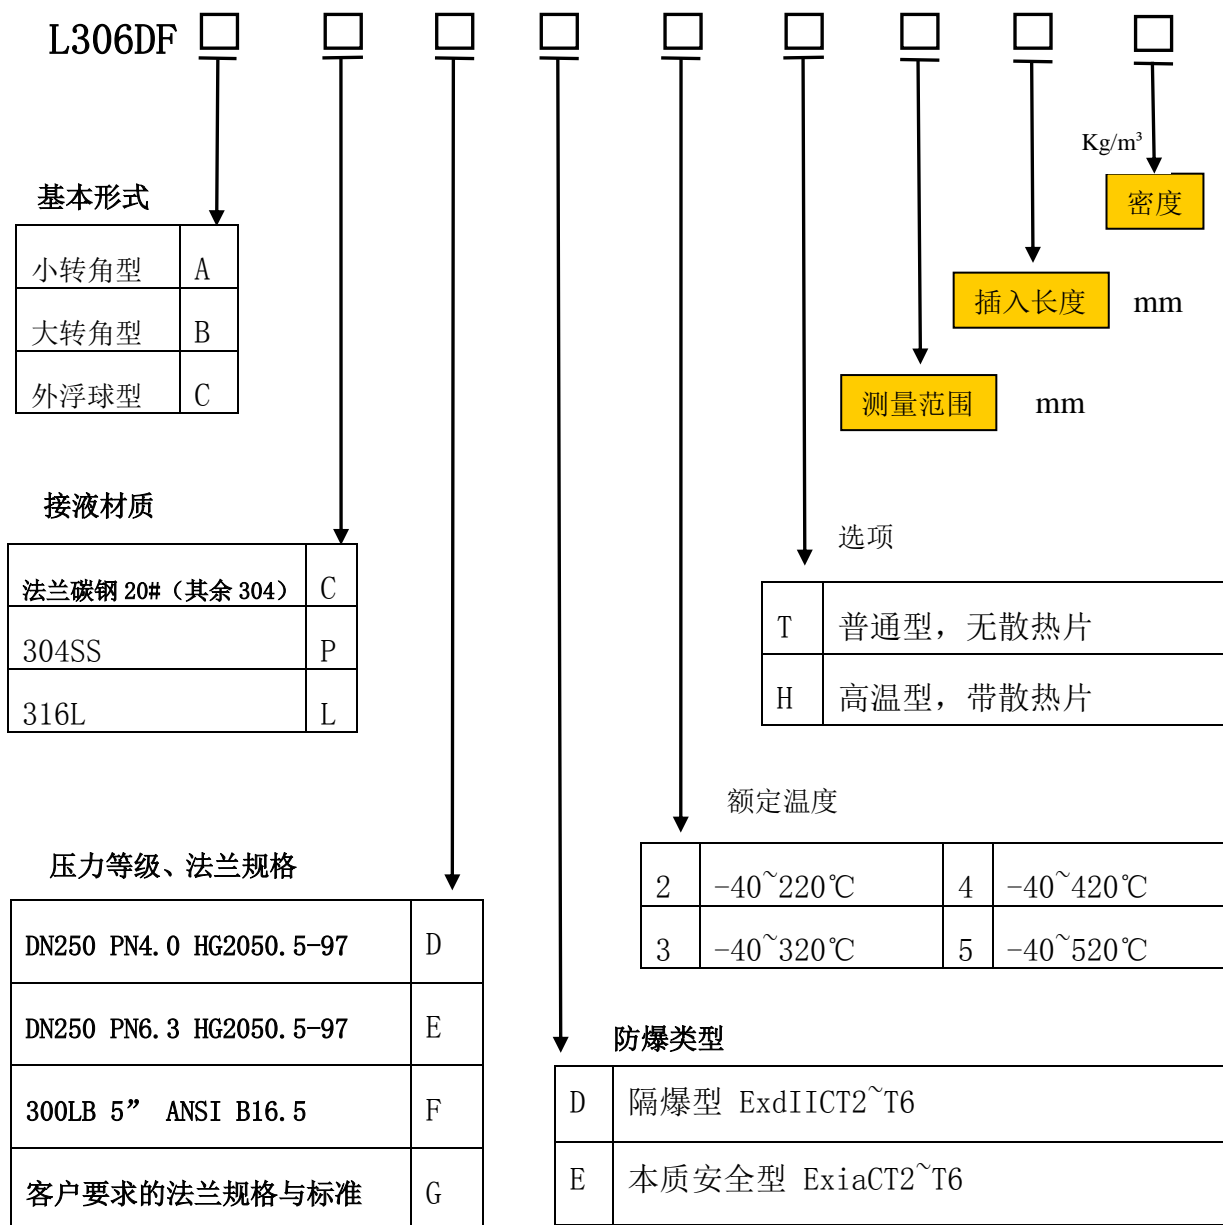 L306DF □ □ □ □ □ □ □ □ □
Kg/m³
密度
基本形式
小转角型 A
大转角型 B
外浮球型 C
插入长度 mm
测量范围 mm
接液材质
法兰碳钢 20#（其余 304） C
304SS P
316L L
选项
T 普通型，无散热片
H 高温型，带散热片
额定温度
2 -40~220℃ 4 -40~420℃
3 -40~320℃ 5 -40~520℃
压力等级、法兰规格
DN250 PN4.0 HG2050.5-97 D
DN250 PN6.3 HG2050.5-97 E
300LB 5” ANSI B16.5 F
客户要求的法兰规格与标准 G
防爆类型
D 隔爆型 ExdIICT2~T6
E 本质安全型 ExiaCT2~T6